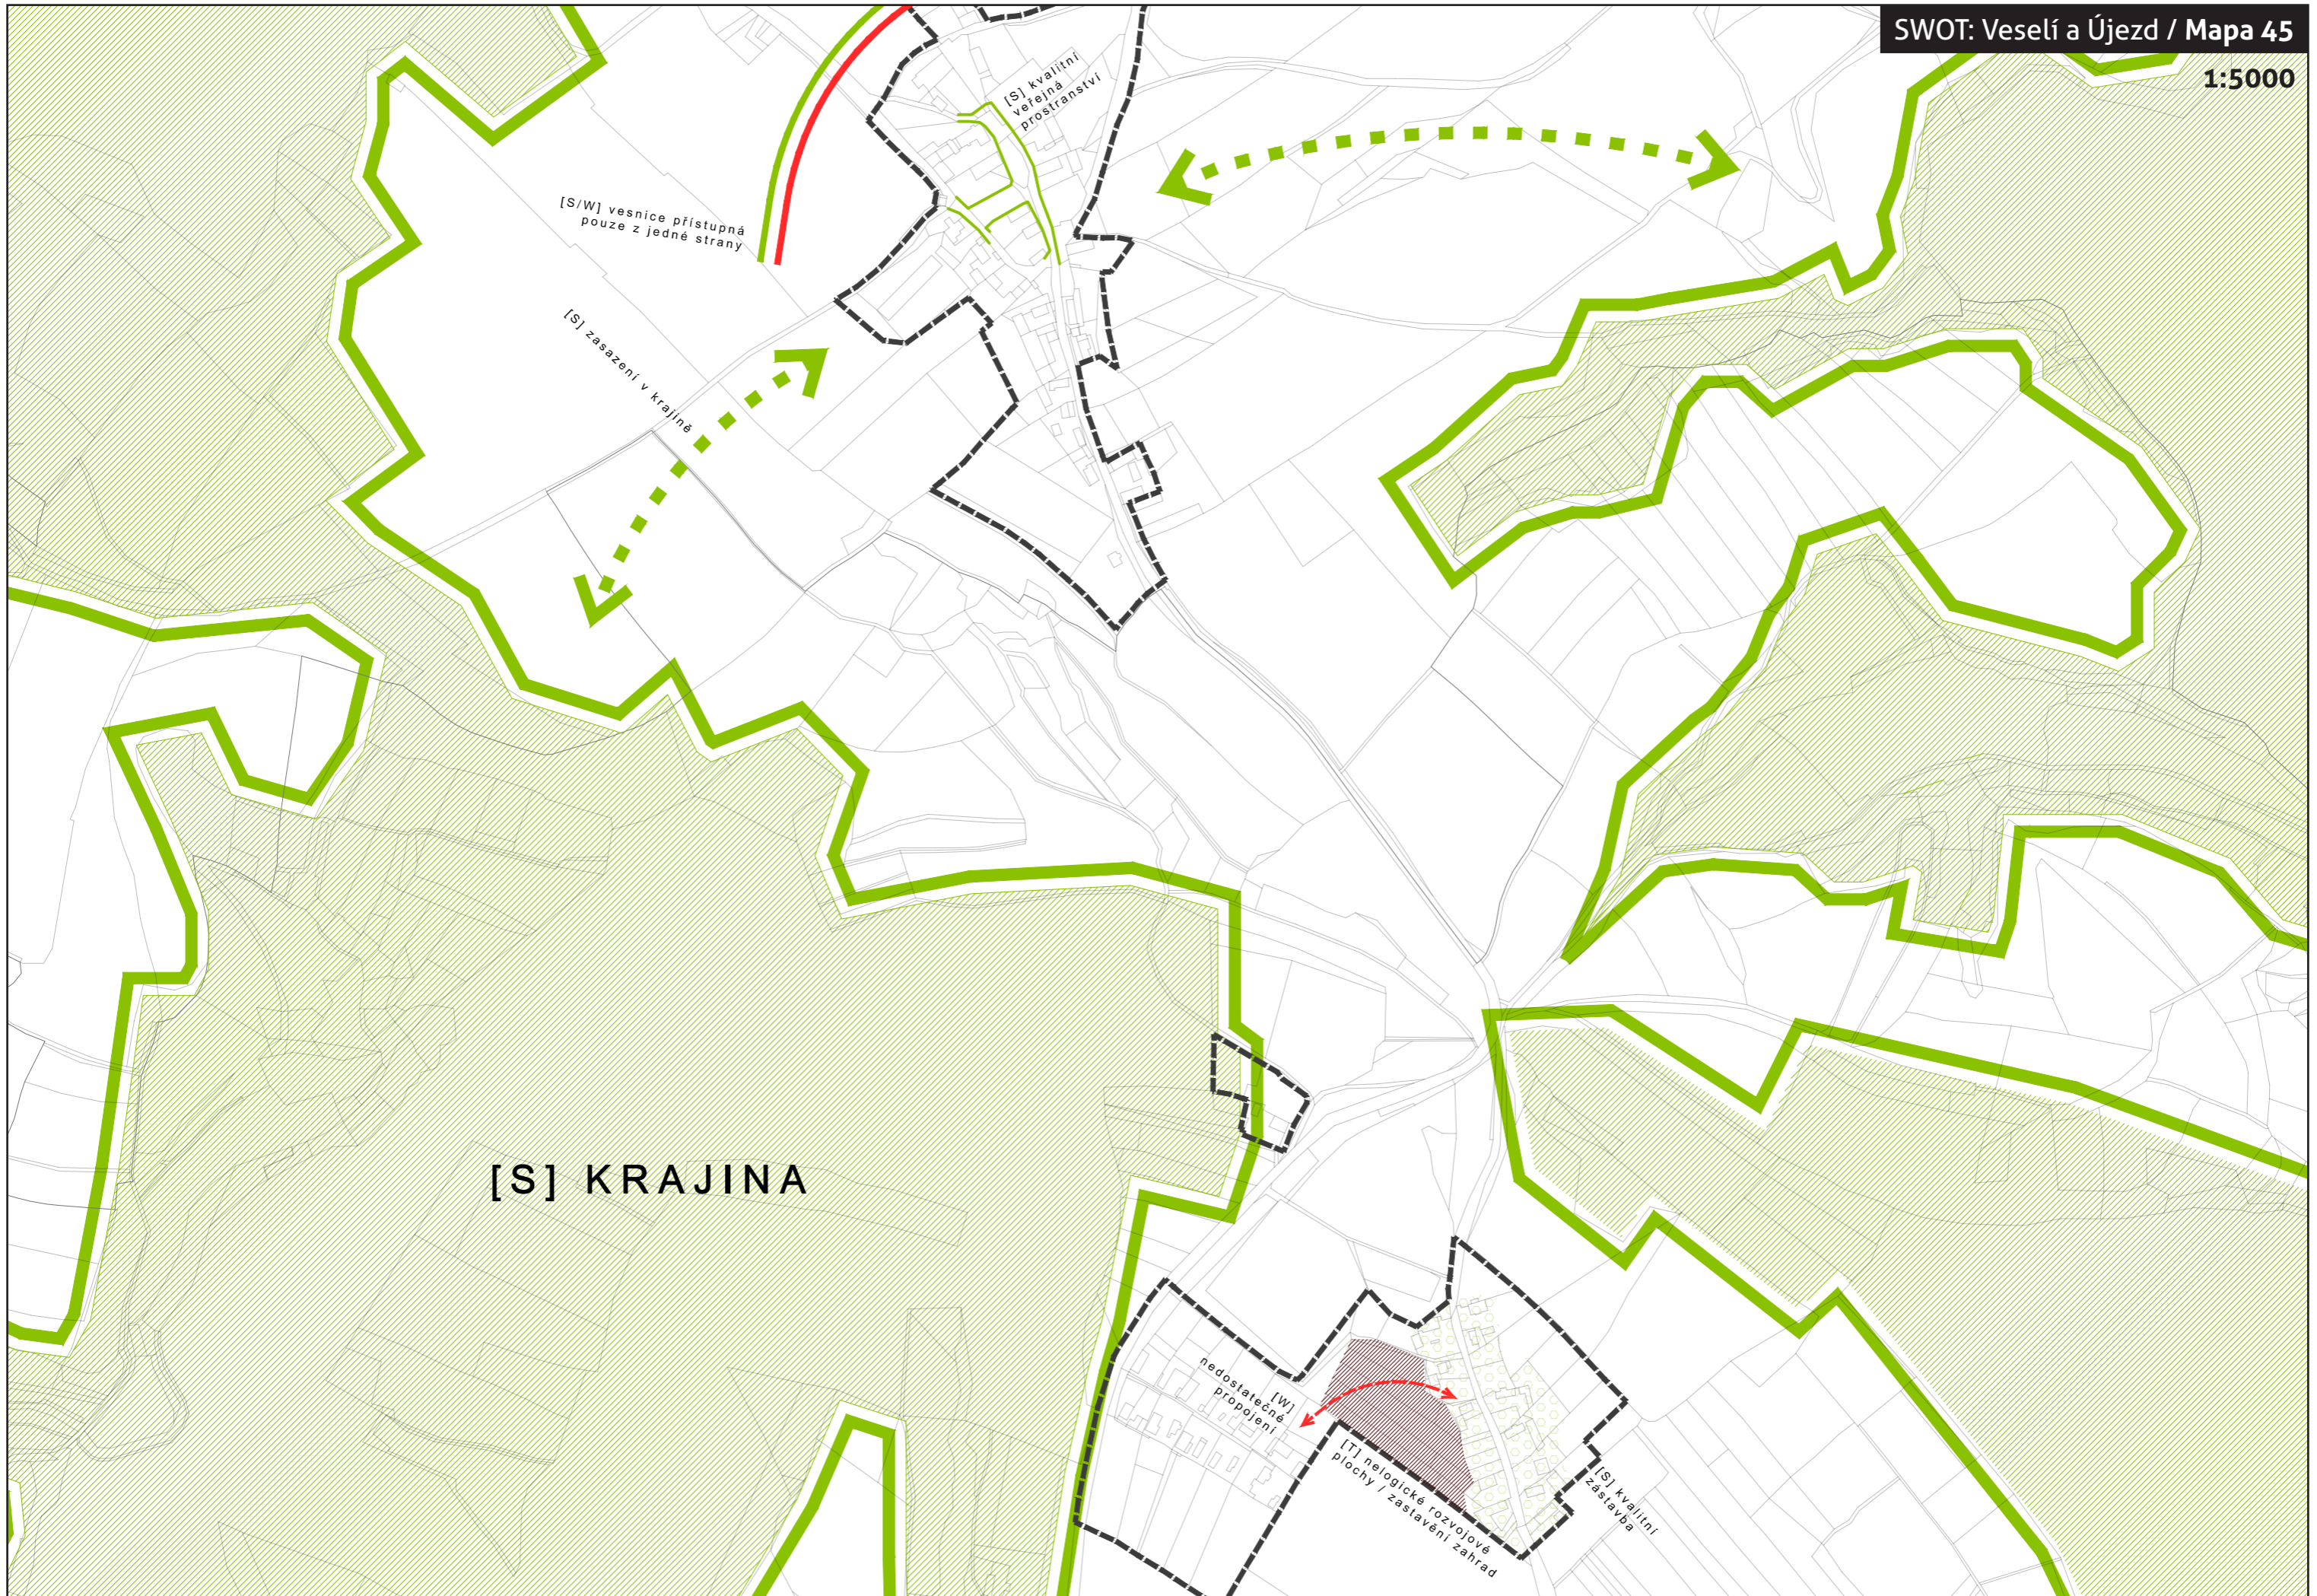 SWOT: Veselí a Újezd / Mapa 45
1:5000
[S] kvalitní
veřejná
prostranství
[S/W] vesnice přístupná
pouze z jedné strany
[S] zasazení v krajině
[S] KRAJINA
[W]
nedostatečné
propojení
[T] nelogické rozvojové
plochy / zastavění zahrad
[S] kvalitní
zástavba